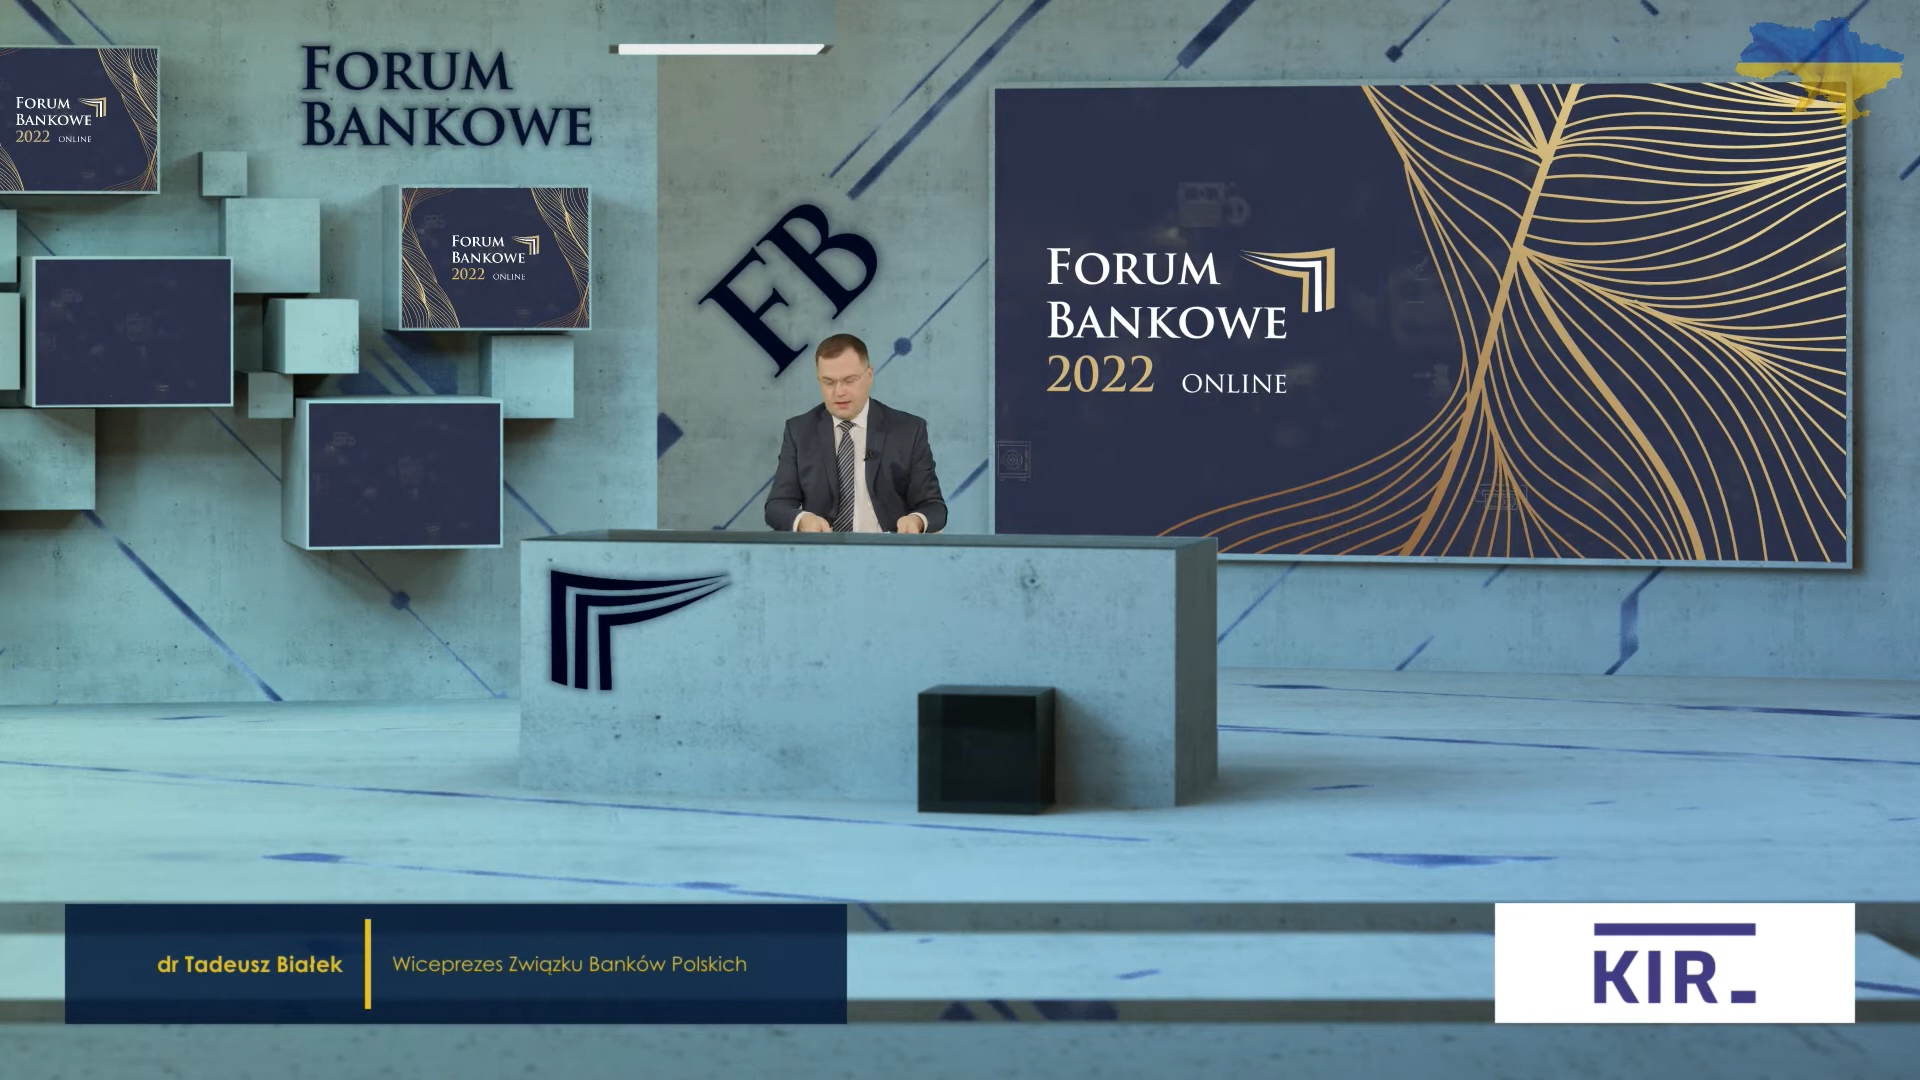 FORUM
BANKOWE
2022 ONLINE
FORUM
BANKOWE
FORUM
BANKOWE
2022 ONLINE
FB
FORUM
BANKOWE
2022 ONLINE
dr Tadeusz Białek
Wiceprezes Związku Banków Polskich
KIR_